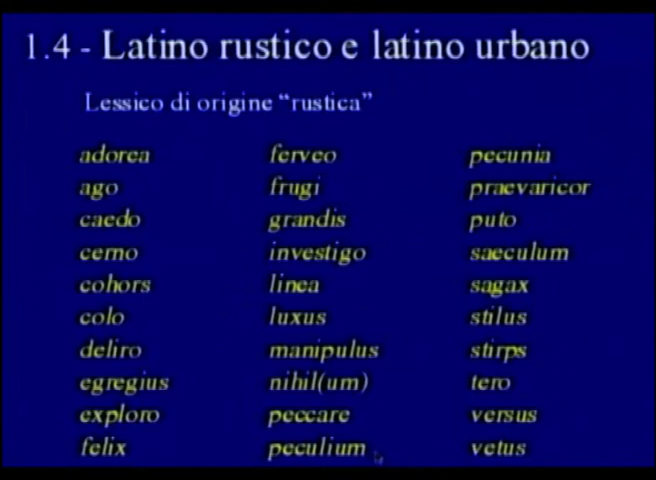 1.4 - Latino rustico e latino urbano
Lessico di origine “rustica”
adorea ferveo pecunia
ago frugi praevaricor
caedo grandis puto
cerno investigo saeculum
cohors linea sagax
colo luxus stilus
deliro manipulus stirps
egregius nihil(um) tero
exploro peccare versus
felix peculium vetus